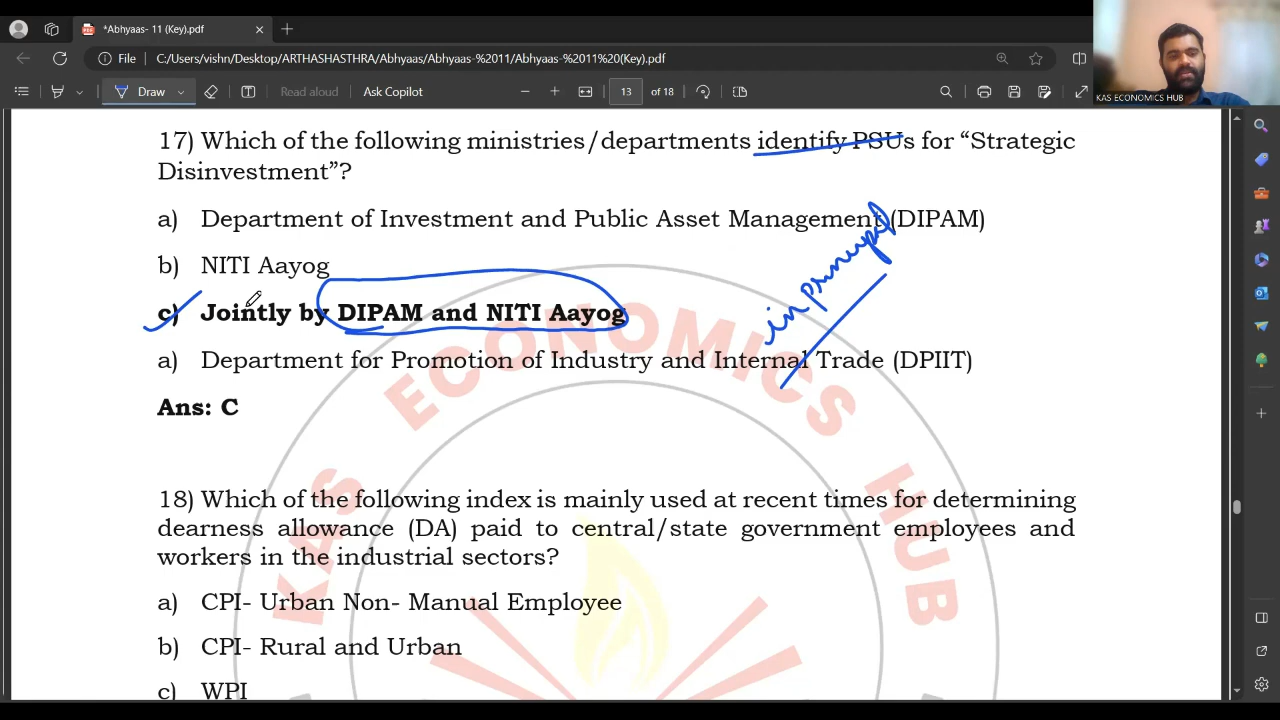 *Abhyaas- 11 (Key).pdf
File
C:/Users/vishn/Desktop/ARTHASHASTHRA/Abhyaas/Abhyaas-%2011/Abhyaas-%2011%20(Key).pdf
Draw
Read aloud
Ask Copilot
13 of 18
KAS ECONOMICS HUB
17) Which of the following ministries/departments identify PSUs for “Strategic
Disinvestment”?
a) Department of Investment and Public Asset Management (DIPAM)
b) NITI Aayog
c) Jointly by DIPAM and NITI Aayog
in principal
a) Department for Promotion of Industry and Internal Trade (DPIIT)
Ans: C
18) Which of the following index is mainly used at recent times for determining
dearness allowance (DA) paid to central/state government employees and
workers in the industrial sectors?
a) CPI- Urban Non- Manual Employee
b) CPI- Rural and Urban
c) WPI
KAS ECONOMICS HUB